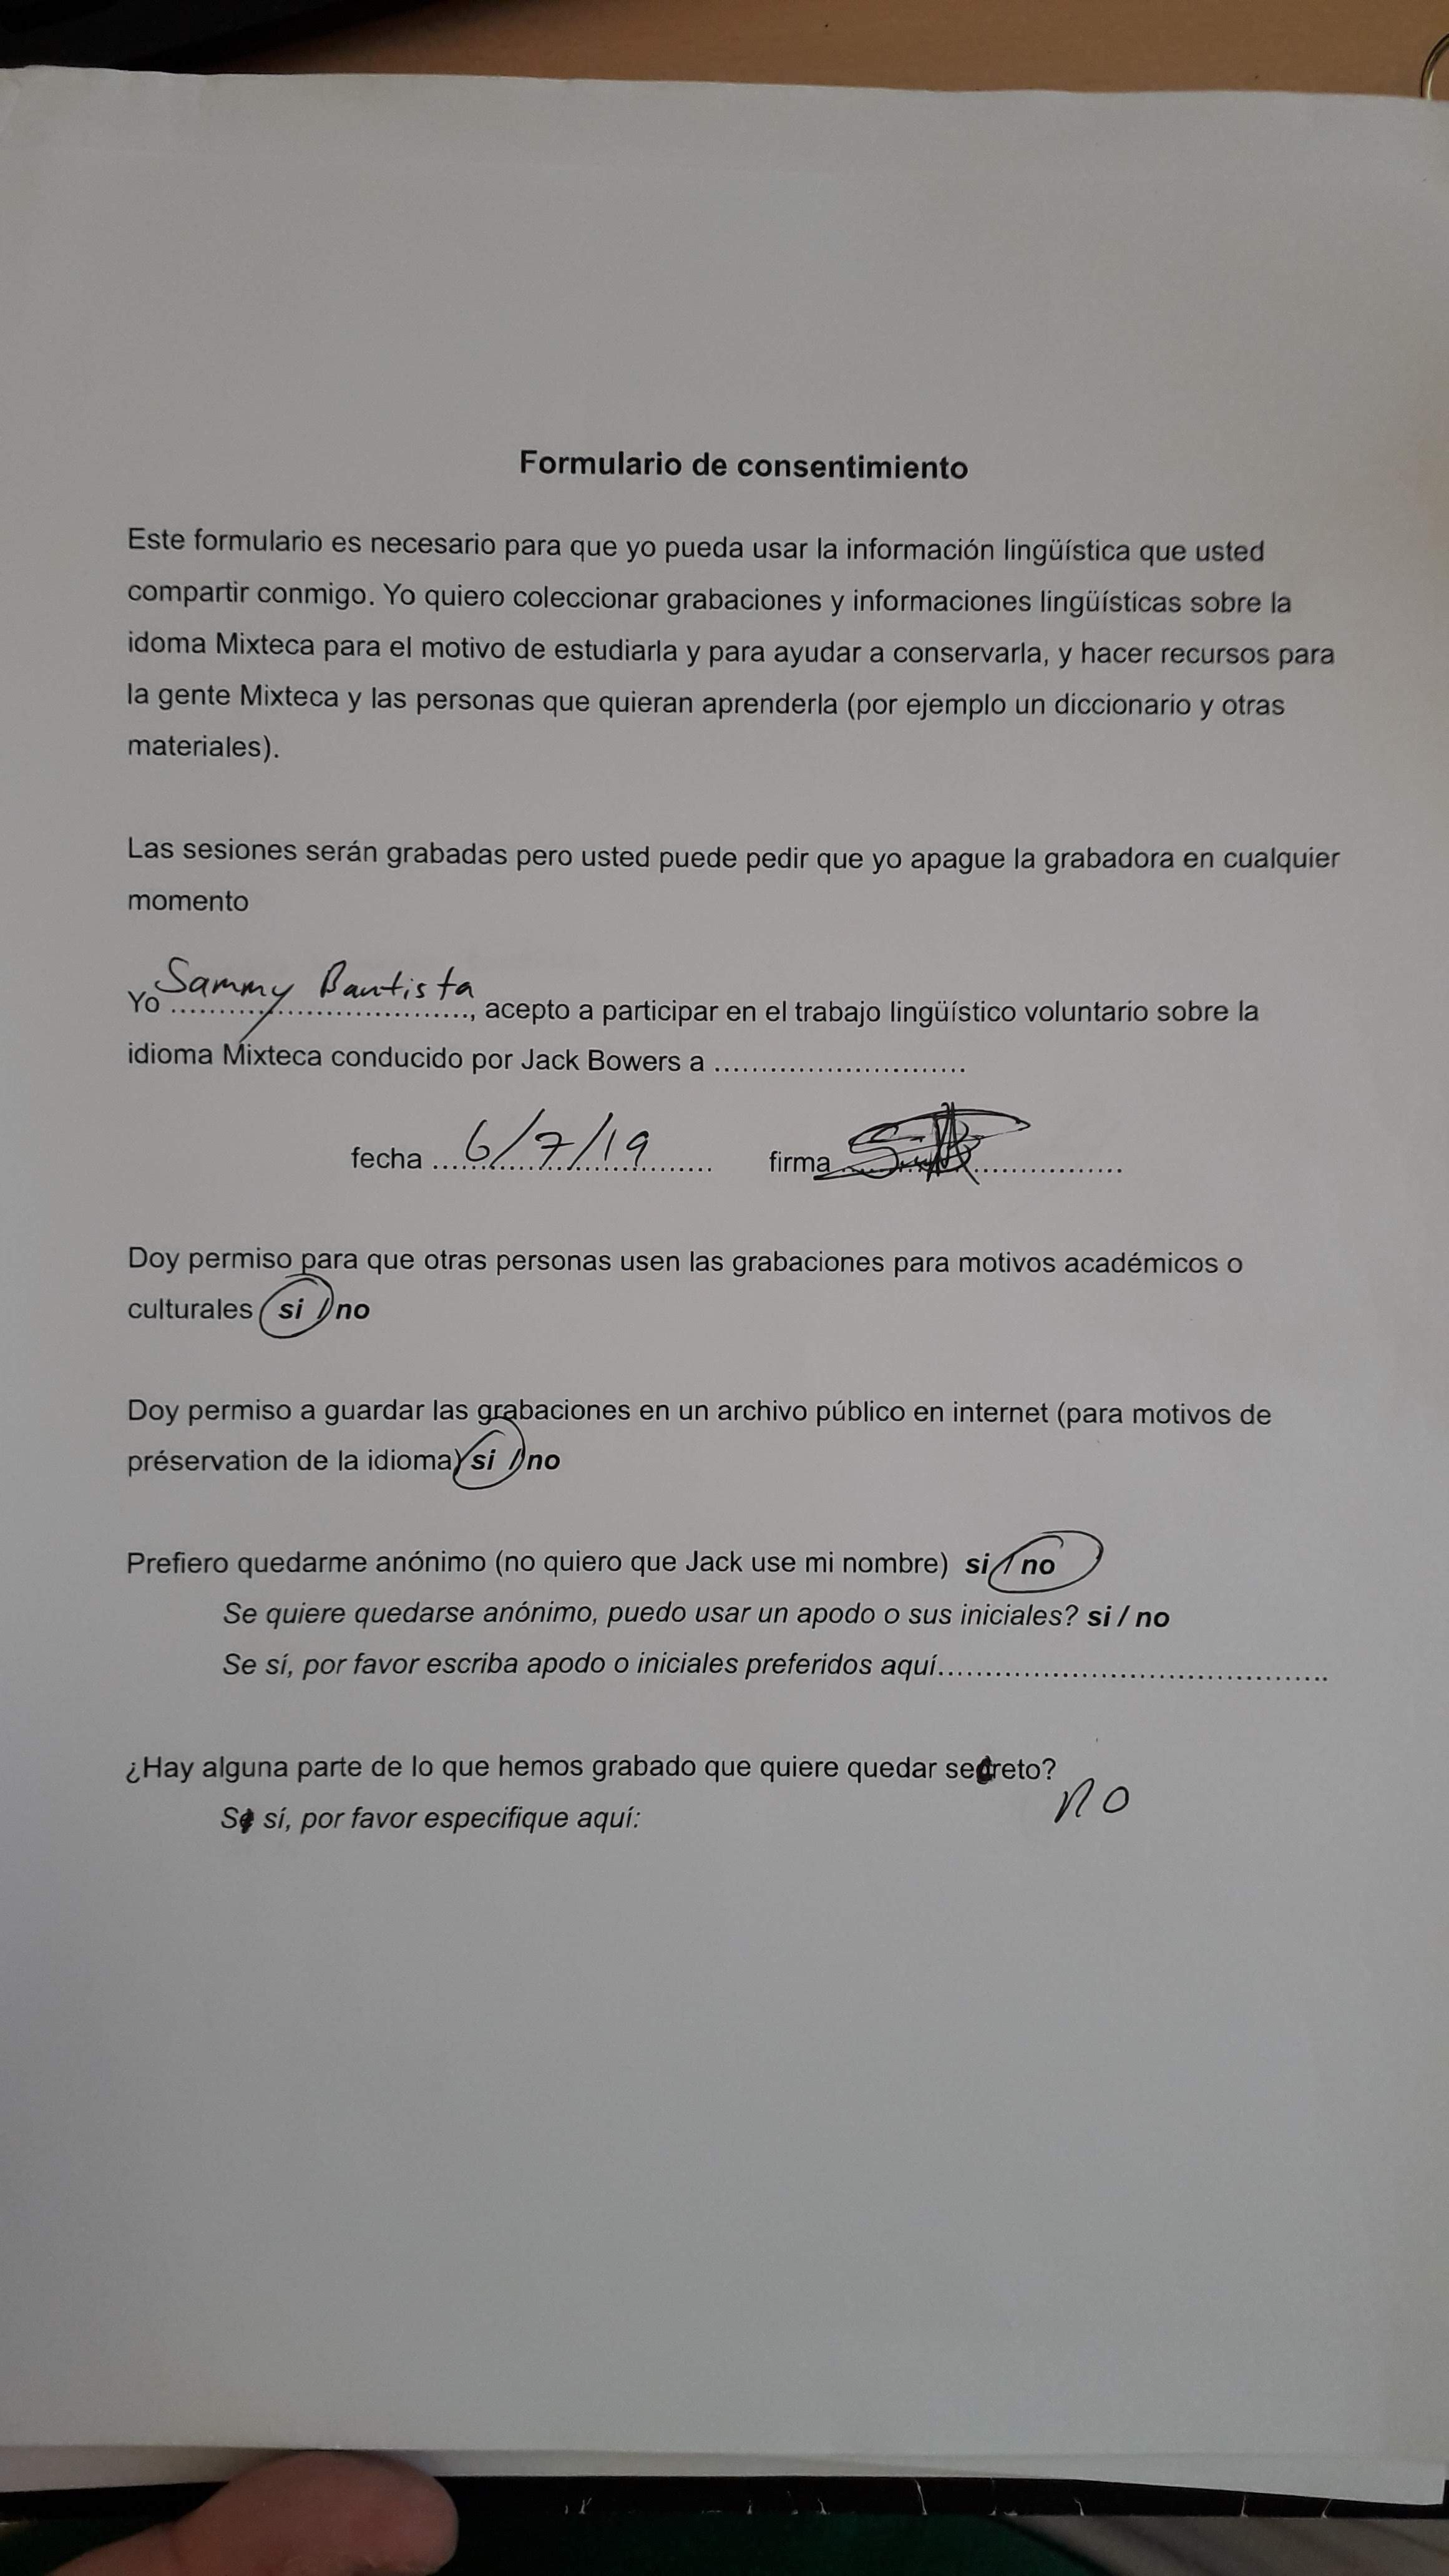 Formulario de consentimiento
Este formulario es necesario para que yo pueda usar la información lingüística que usted
compartir conmigo. Yo quiero coleccionar grabaciones y informaciones lingüísticas sobre la
idoma Mixteca para el motivo de estudiarla y para ayudar a conservarla, y hacer recursos para
la gente Mixteca y las personas que quieran aprenderla (por ejemplo un diccionario y otras
materiales).
Las sesiones serán grabadas pero usted puede pedir que yo apague la grabadora en cualquier
momento
Yo Sammy Bautista, acepto a participar en el trabajo lingüístico voluntario sobre la
idioma Mixteca conducido por Jack Bowers a ...........................
fecha 6/7/19 firma
Doy permiso para que otras personas usen las grabaciones para motivos académicos o
culturales si / no
Doy permiso a guardar las grabaciones en un archivo público en internet (para motivos de
préservation de la idioma) si / no
Prefiero quedarme anónimo (no quiero que Jack use mi nombre) si / no
Se quiere quedarse anónimo, puedo usar un apodo o sus iniciales? si / no
Se sí, por favor escriba apodo o iniciales preferidos aquí..........................................
¿Hay alguna parte de lo que hemos grabado que quiere quedar secreto?
no
Si sí, por favor especifique aquí: